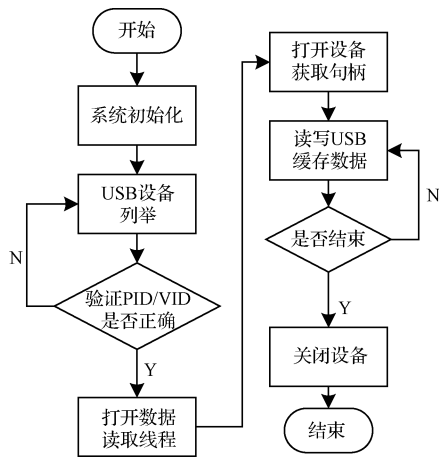 开始
系统初始化
USB设备
列举
N
验证PID/VID
是否正确
Y
打开数据
读取线程
打开设备
获取句柄
读写USB
缓存数据
N
是否结束
Y
关闭设备
结束